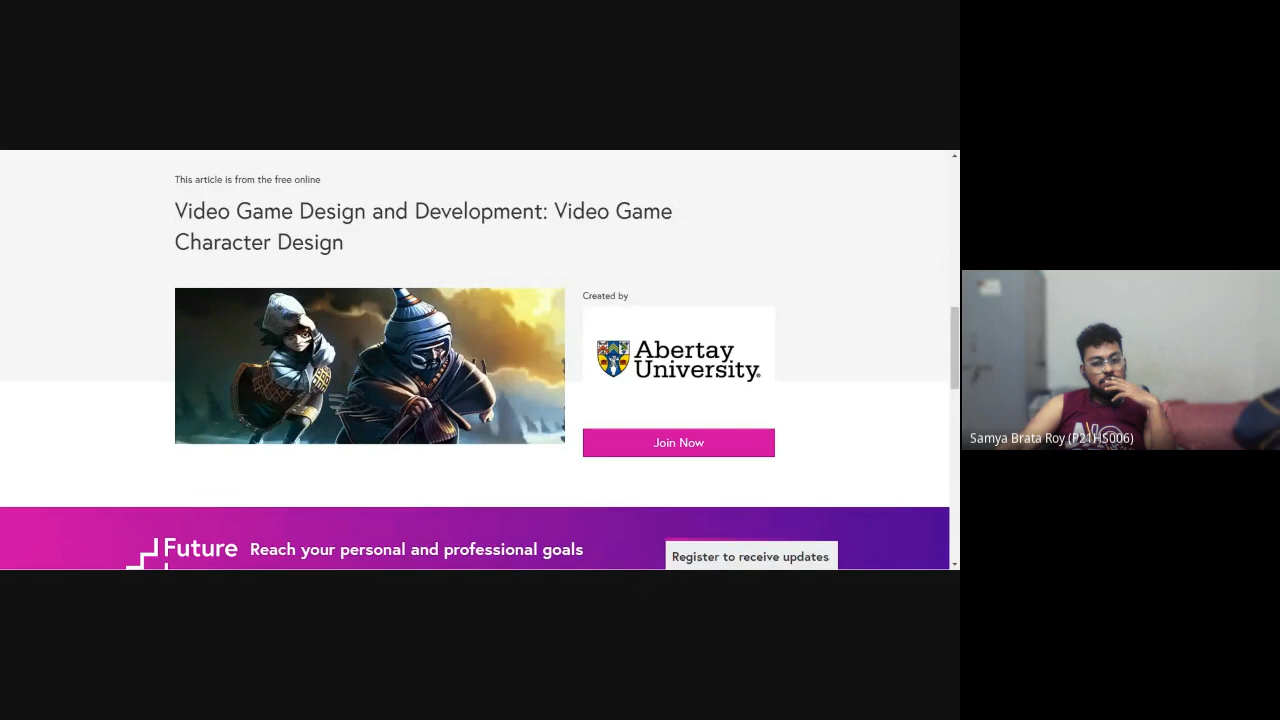 This article is from the free online
Video Game Design and Development: Video Game
Character Design
Created by
Abertay
University®
Join Now
Future
Reach your personal and professional goals
Register to receive updates
Samya Brata Roy (P21HS006)